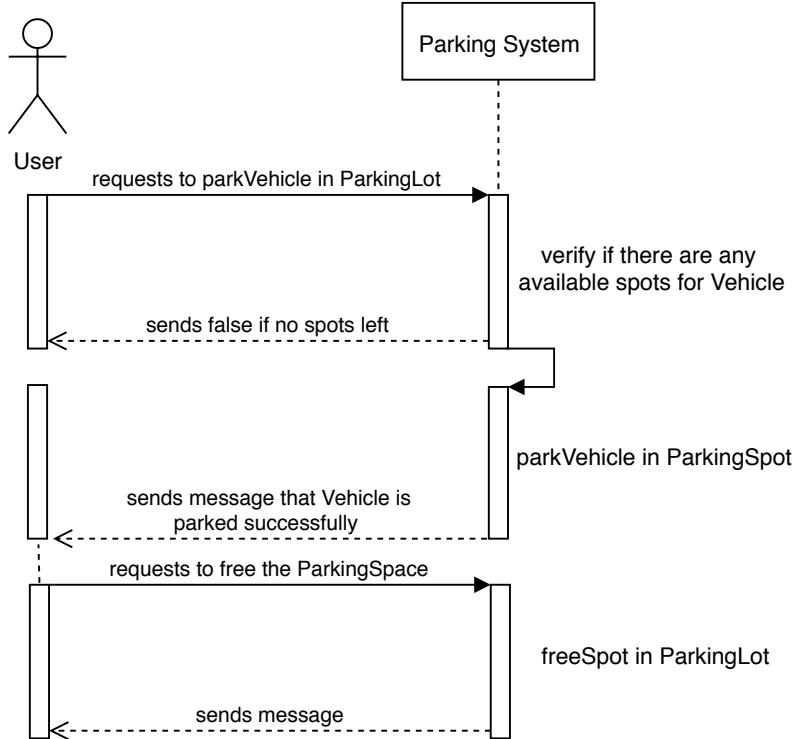 Parking System
User
requests to parkVehicle in ParkingLot
verify if there are any
available spots for Vehicle
sends false if no spots left
parkVehicle in ParkingSpot
sends message that Vehicle is
parked successfully
requests to free the ParkingSpace
freeSpot in ParkingLot
sends message